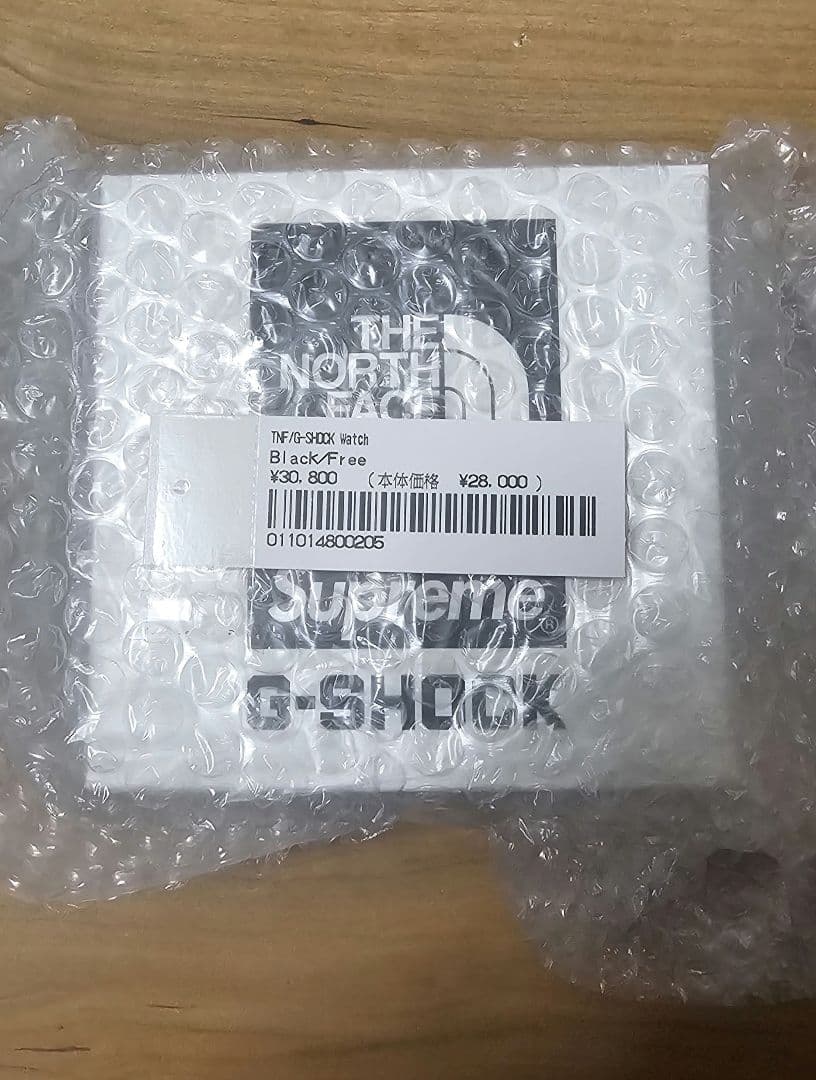 THE
NORTH
FACE
TNF/G-SHOCK Watch
Black/Free
¥30,800 (本体価格 ¥28,000 )
011014800205
Supreme®
G-SHOCK